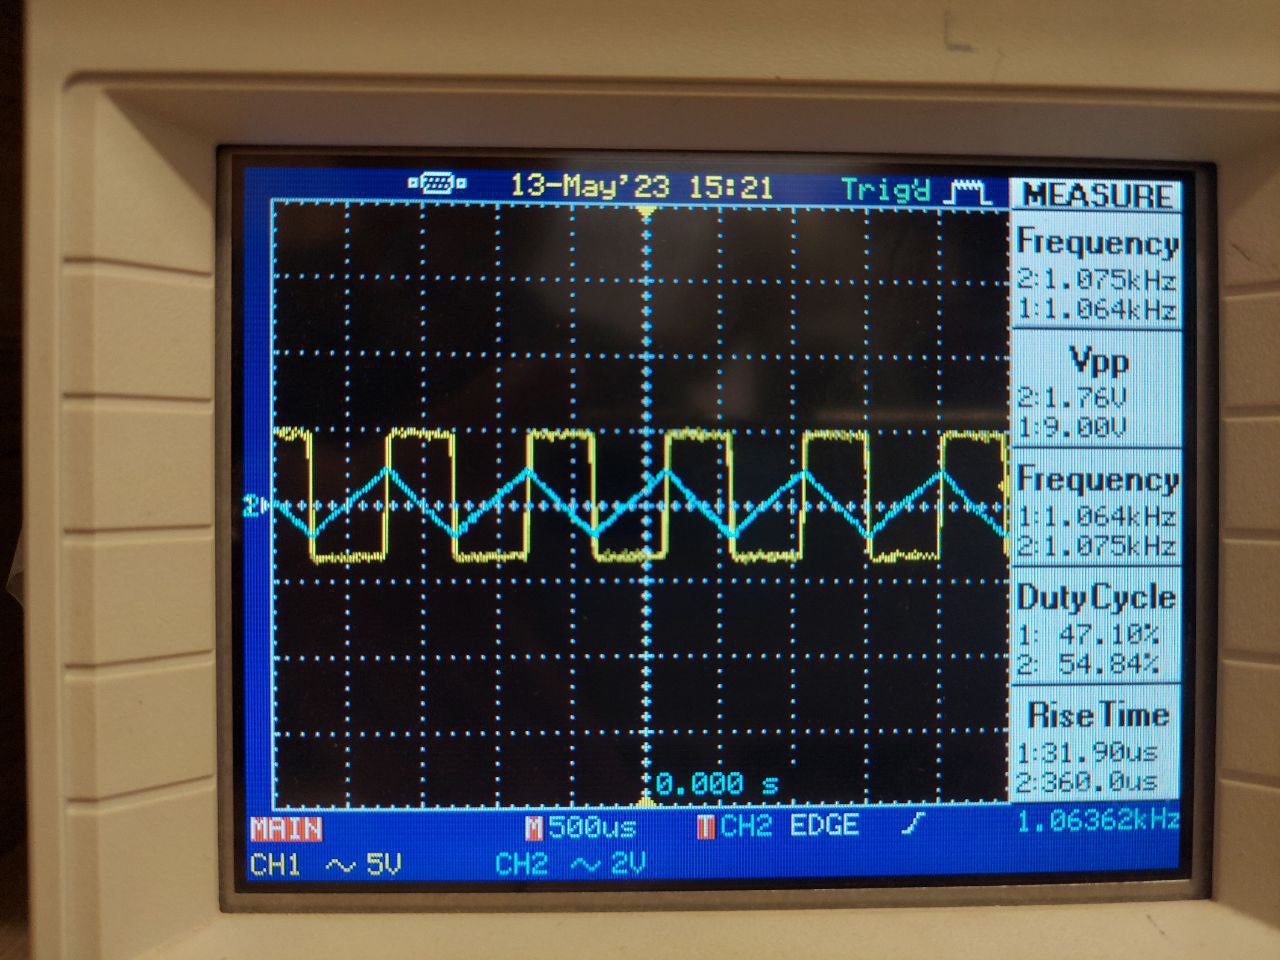 13-May'23 15:21 Trig'd
MEASURE
Frequency
2:1.075kHz
1:1.064kHz
Vpp
2:1.76V
1:9.00V
Frequency
1:1.064kHz
2:1.075kHz
Duty Cycle
1: 47.10%
2: 54.84%
Rise Time
1:31.90us
2:360.0us
2
0.000 s
MAIN M 500us T CH2 EDGE 1.06362kHz
CH1 ~ 5V CH2 ~ 2V